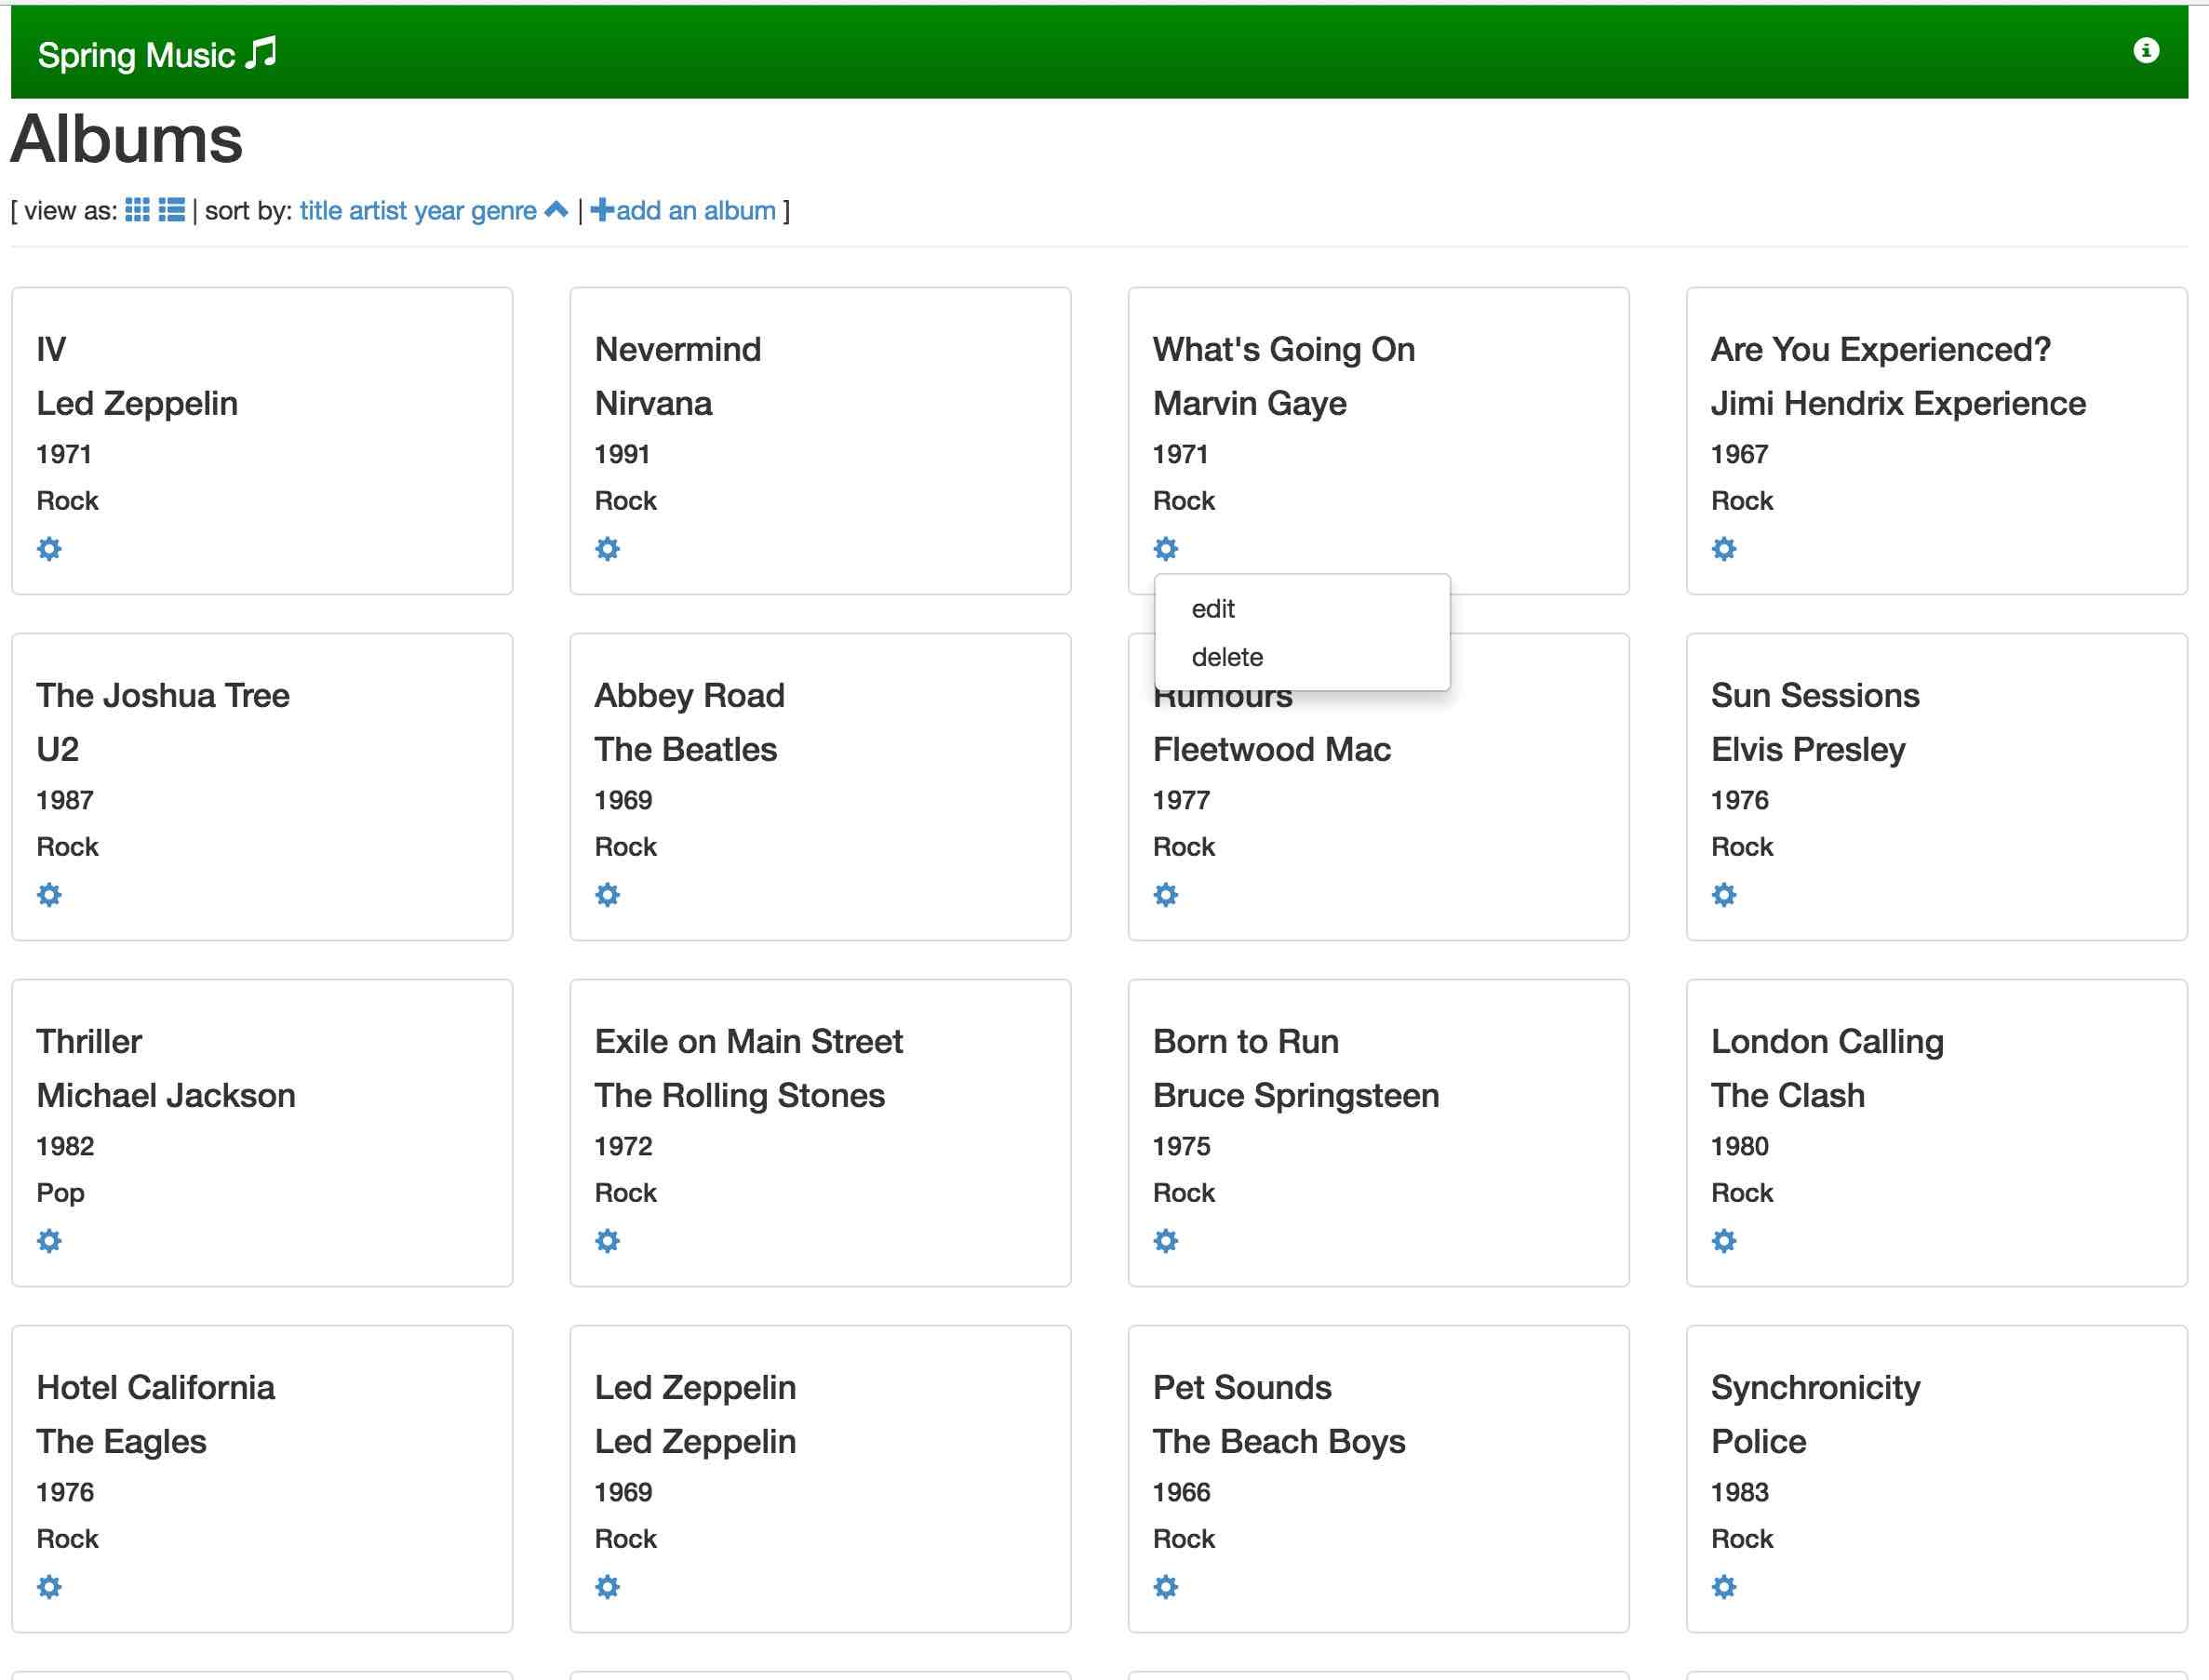 Spring Music
Albums
[ view as: | sort by: title artist year genre | add an album ]
IV
Led Zeppelin
1971
Rock
Nevermind
Nirvana
1991
Rock
What's Going On
Marvin Gaye
1971
Rock
edit
delete
Are You Experienced?
Jimi Hendrix Experience
1967
Rock
The Joshua Tree
U2
1987
Rock
Abbey Road
The Beatles
1969
Rock
Rumours
Fleetwood Mac
1977
Rock
Sun Sessions
Elvis Presley
1976
Rock
Thriller
Michael Jackson
1982
Pop
Exile on Main Street
The Rolling Stones
1972
Rock
Born to Run
Bruce Springsteen
1975
Rock
London Calling
The Clash
1980
Rock
Hotel California
The Eagles
1976
Rock
Led Zeppelin
Led Zeppelin
1969
Rock
Pet Sounds
The Beach Boys
1966
Rock
Synchronicity
Police
1983
Rock